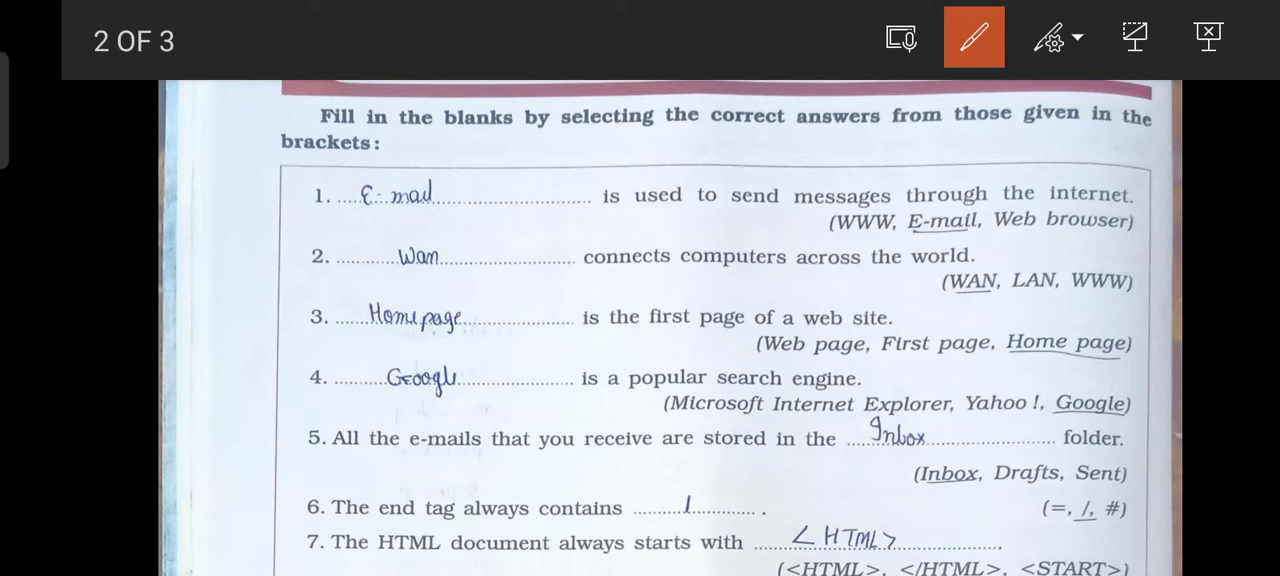 2 OF 3
Fill in the blanks by selecting the correct answers from those given in the
brackets:
1. ....E-mail................................ is used to send messages through the internet.
(WWW, E-mail, Web browser)
2. ............Wan........................... connects computers across the world.
(WAN, LAN, WWW)
3. .......Homepage....................... is the first page of a web site.
(Web page, First page, Home page)
4. ..........Google........................ is a popular search engine.
(Microsoft Internet Explorer, Yahoo !, Google)
5. All the e-mails that you receive are stored in the ....Inbox......................... folder.
(Inbox, Drafts, Sent)
6. The end tag always contains .........../............. .
(=, /, #)
7. The HTML document always starts with .......<HTML>.....................
(<HTML>, </HTML>, <START>)